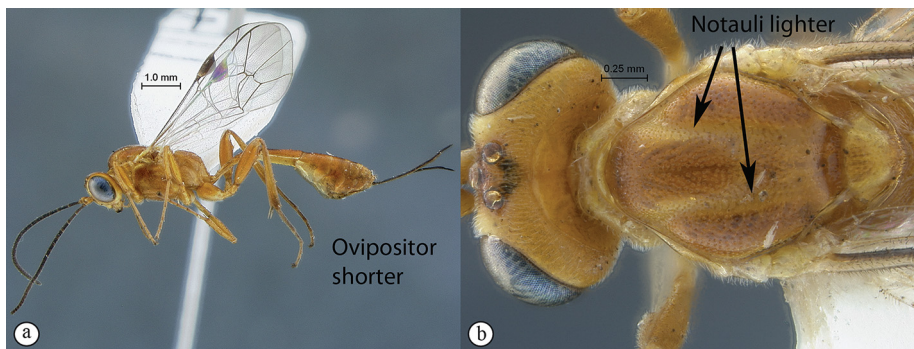 1.0 mm
Ovipositor
shorter
a
Notauli lighter
0.25 mm
b